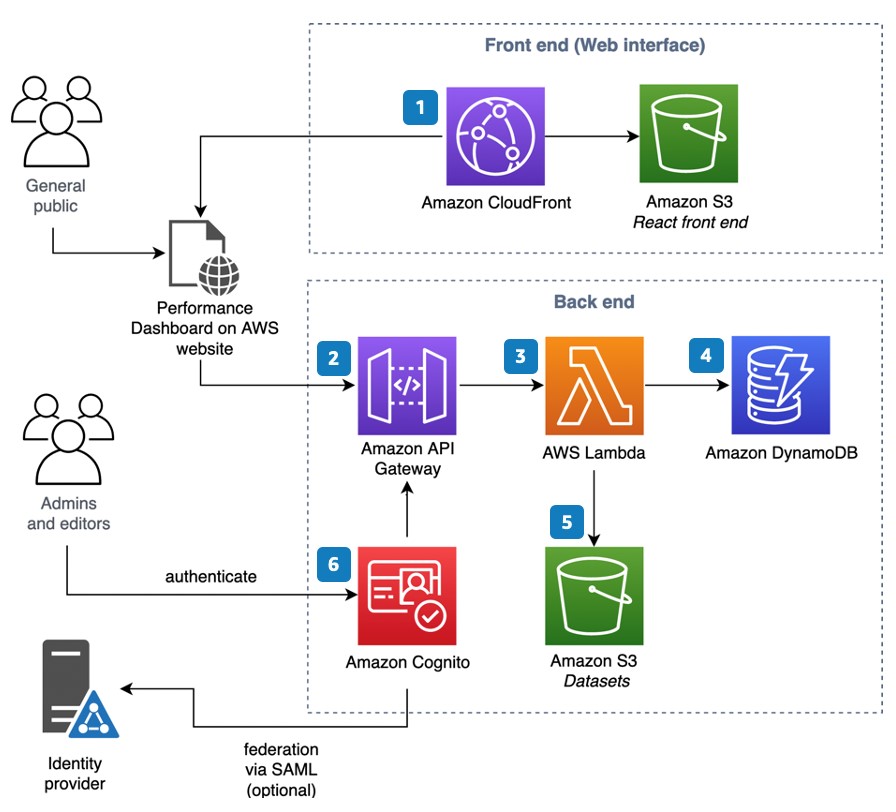 Front end (Web interface)
1
General
public
Amazon CloudFront
Amazon S3
React front end
Performance
Dashboard on AWS
website
Back end
2
3
4
</>
Amazon API
Gateway
AWS Lambda
Amazon DynamoDB
Admins
and editors
5
6
authenticate
Amazon Cognito
Amazon S3
Datasets
Identity
provider
federation
via SAML
(optional)